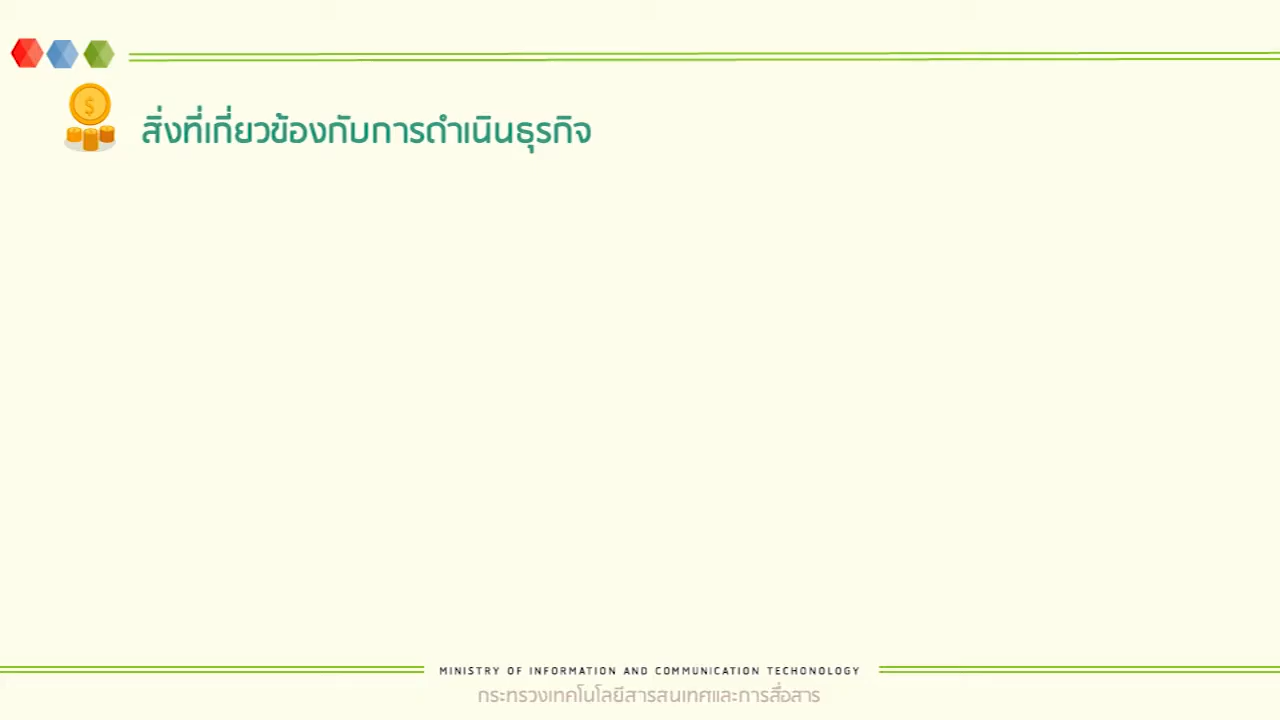 สิ่งที่เกี่ยวข้องกับการดำเนินธุรกิจ
MINISTRY OF INFORMATION AND COMMUNICATION TECHONOLOGY
กระทรวงเทคโนโลยีสารสนเทศและการสื่อสาร